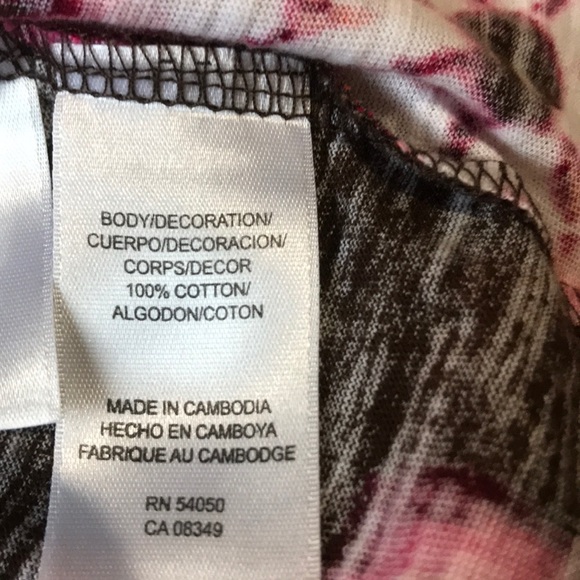 BODY/DECORATION/
CUERPO/DECORACION/
CORPS/DECOR
100% COTTON/
ALGODON/COTON
MADE IN CAMBODIA
HECHO EN CAMBOYA
FABRIQUE AU CAMBODGE
RN 54050
CA 08349